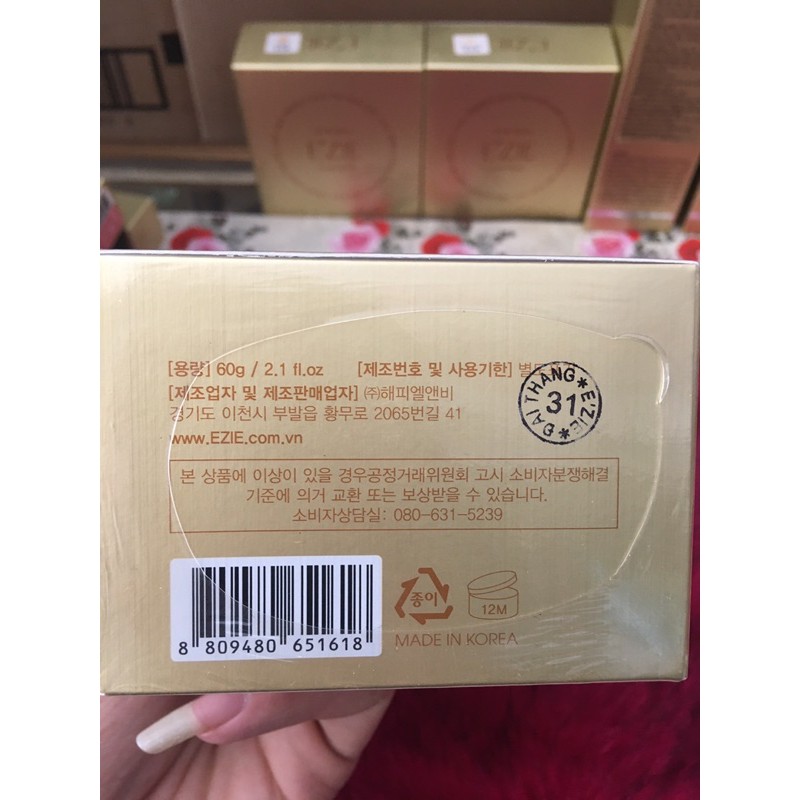 [용량] 60g / 2.1 fl.oz [제조번호 및 사용기한] 별도
[제조업자 및 제조판매업자] ㈜해피엘앤비
경기도 이천시 부발읍 황무로 2065번길 41
www.EZIE.com.vn
ĐẠI THANG * E'ZIE *
31
본 상품에 이상이 있을 경우공정거래위원회 고시 소비자분쟁해결
기준에 의거 교환 또는 보상받을 수 있습니다.
소비자상담실: 080-631-5239
8 809480 651618
종이
12M
MADE IN KOREA